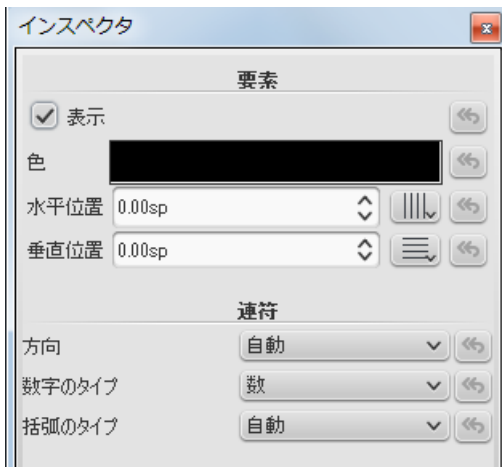 インスペクタ
要素
表示
色
水平位置 0.00sp
垂直位置 0.00sp
連符
方向 自動
数字のタイプ 数
括弧のタイプ 自動